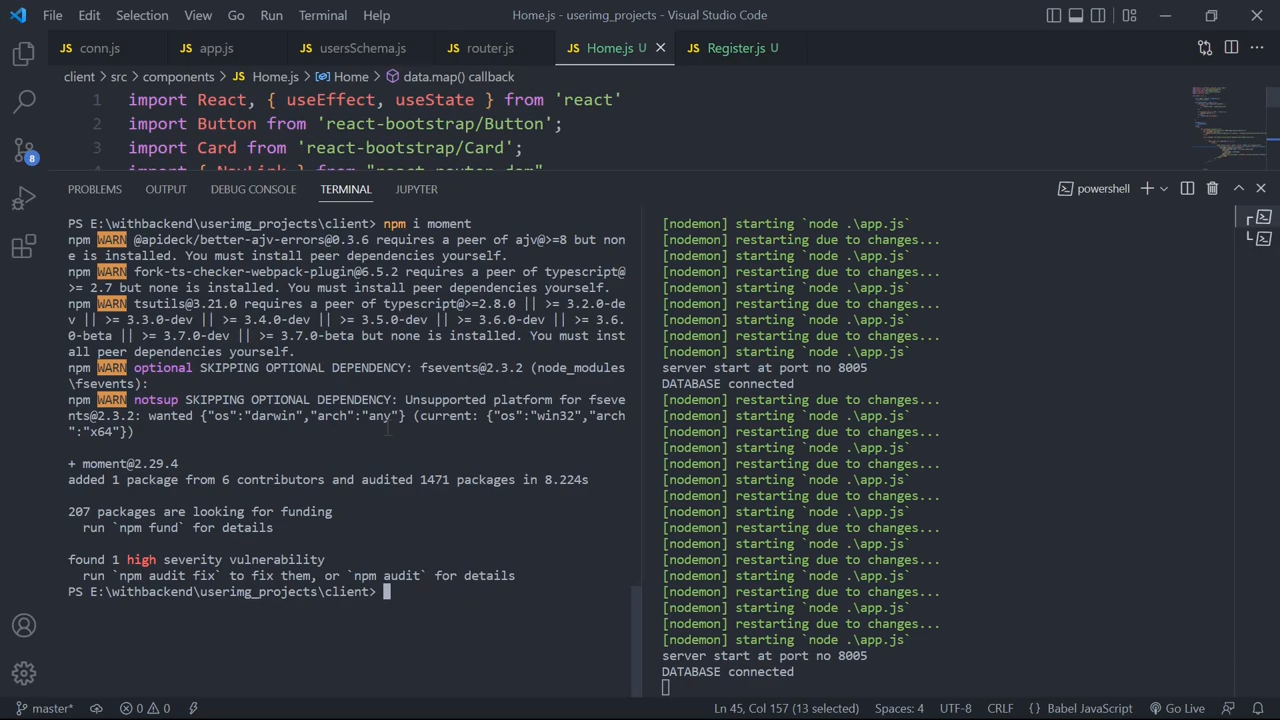 File Edit Selection View Go Run Terminal Help
Home.js - userimg_projects - Visual Studio Code
JS conn.js
JS app.js
JS usersSchema.js
JS router.js
JS Home.js U
JS Register.js U
client > src > components > JS Home.js > Home > data.map() callback
1 import React, { useEffect, useState } from 'react'
2 import Button from 'react-bootstrap/Button';
3 import Card from 'react-bootstrap/Card';
4 import { NavLink } from "react-router-dom"
PROBLEMS OUTPUT DEBUG CONSOLE TERMINAL JUPYTER
powershell
PS E:\withbackend\userimg_projects\client> npm i moment
npm WARN @apideck/better-ajv-errors@0.3.6 requires a peer of ajv@>=8 but non
e is installed. You must install peer dependencies yourself.
npm WARN fork-ts-checker-webpack-plugin@6.5.2 requires a peer of typescript@
>= 2.7 but none is installed. You must install peer dependencies yourself.
npm WARN tsutils@3.21.0 requires a peer of typescript@>=2.8.0 || >= 3.2.0-de
v || >= 3.3.0-dev || >= 3.4.0-dev || >= 3.5.0-dev || >= 3.6.0-dev || >= 3.6.
0-beta || >= 3.7.0-dev || >= 3.7.0-beta but none is installed. You must inst
all peer dependencies yourself.
npm WARN optional SKIPPING OPTIONAL DEPENDENCY: fsevents@2.3.2 (node_modules
\fsevents):
npm WARN notsup SKIPPING OPTIONAL DEPENDENCY: Unsupported platform for fseve
nts@2.3.2: wanted {"os":"darwin","arch":"any"} (current: {"os":"win32","arch
":"x64"})
+ moment@2.29.4
added 1 package from 6 contributors and audited 1471 packages in 8.224s
207 packages are looking for funding
run `npm fund` for details
found 1 high severity vulnerability
run `npm audit fix` to fix them, or `npm audit` for details
PS E:\withbackend\userimg_projects\client>
[nodemon] starting `node .\app.js`
[nodemon] restarting due to changes...
[nodemon] starting `node .\app.js`
[nodemon] restarting due to changes...
[nodemon] starting `node .\app.js`
[nodemon] restarting due to changes...
[nodemon] starting `node .\app.js`
[nodemon] restarting due to changes...
[nodemon] starting `node .\app.js`
server start at port no 8005
DATABASE connected
[nodemon] restarting due to changes...
[nodemon] starting `node .\app.js`
[nodemon] restarting due to changes...
[nodemon] starting `node .\app.js`
[nodemon] restarting due to changes...
[nodemon] starting `node .\app.js`
[nodemon] restarting due to changes...
[nodemon] starting `node .\app.js`
[nodemon] restarting due to changes...
[nodemon] starting `node .\app.js`
[nodemon] restarting due to changes...
[nodemon] starting `node .\app.js`
[nodemon] restarting due to changes...
[nodemon] starting `node .\app.js`
[nodemon] restarting due to changes...
[nodemon] starting `node .\app.js`
server start at port no 8005
DATABASE connected
8
master* 0 0
Ln 45, Col 157 (13 selected) Spaces: 4 UTF-8 CRLF {} Babel JavaScript Go Live